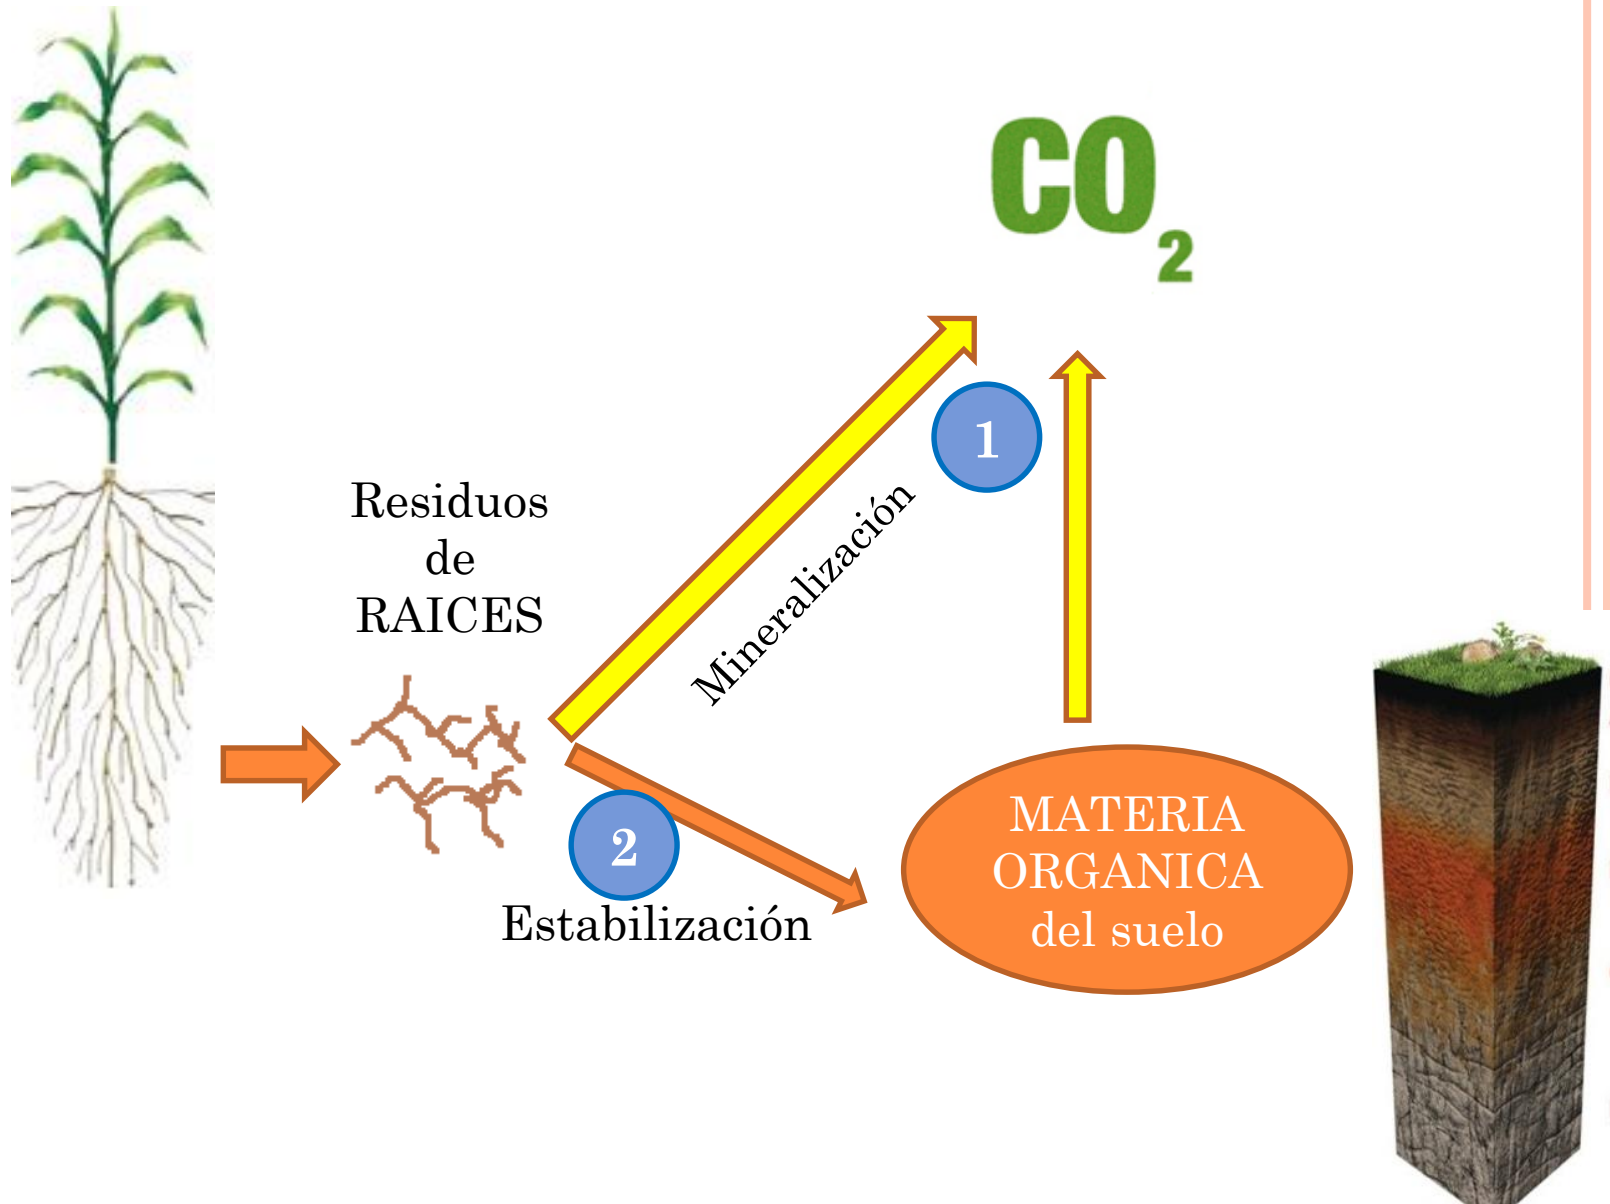 CO₂
1
Mineralización
Residuos
de
RAICES
2
Estabilización
MATERIA
ORGANICA
del suelo